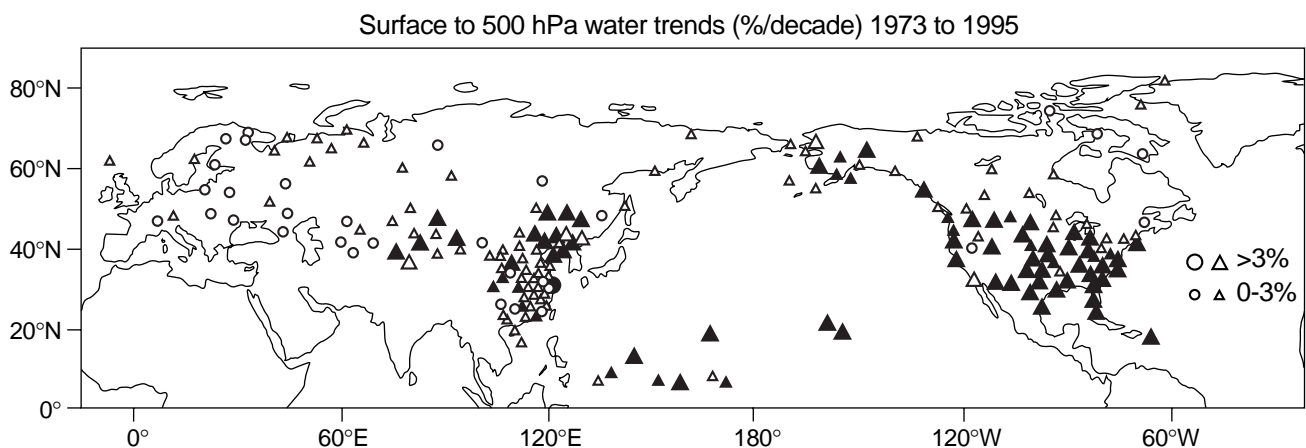 Surface to 500 hPa water trends (%/decade) 1973 to 1995
80°N
60°N
40°N
20°N
0°
>3%
0-3%
0° 60°E 120°E 180° 120°W 60°W